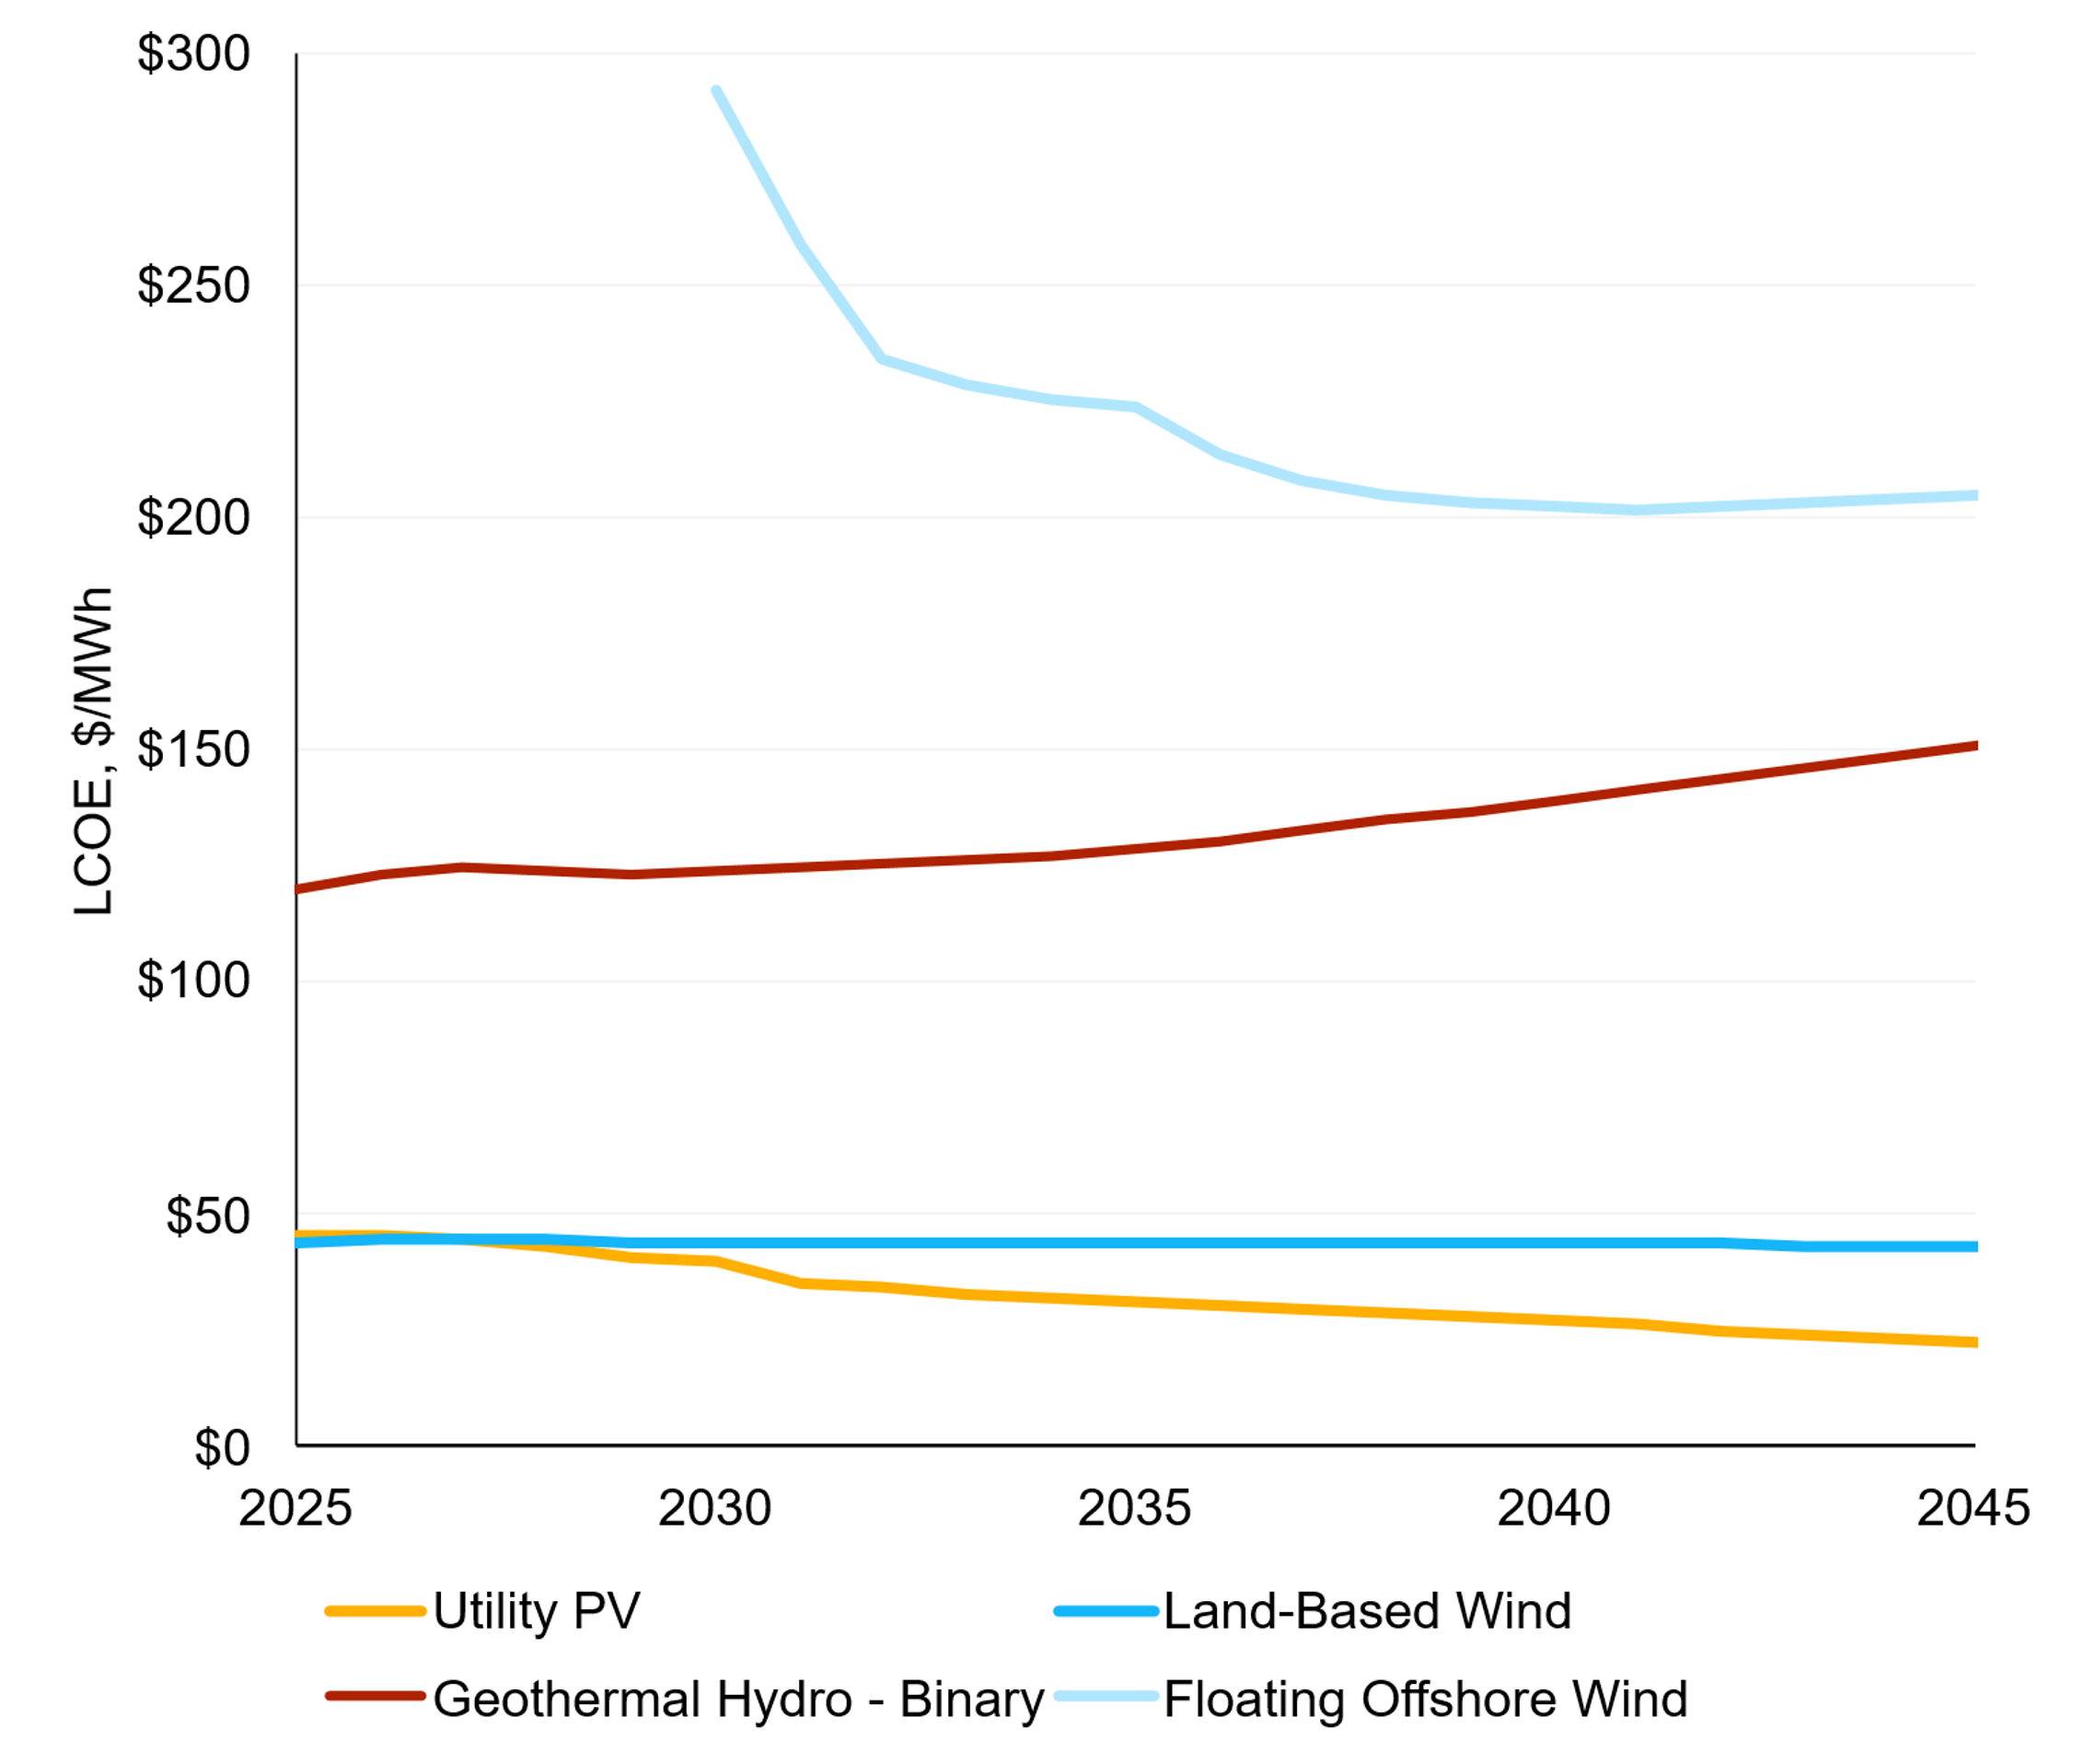 $300
$250
$200
$150
$100
$50
$0
LCOE, $/MWh
2025 2030 2035 2040 2045
Utility PV Land-Based Wind
Geothermal Hydro - Binary Floating Offshore Wind